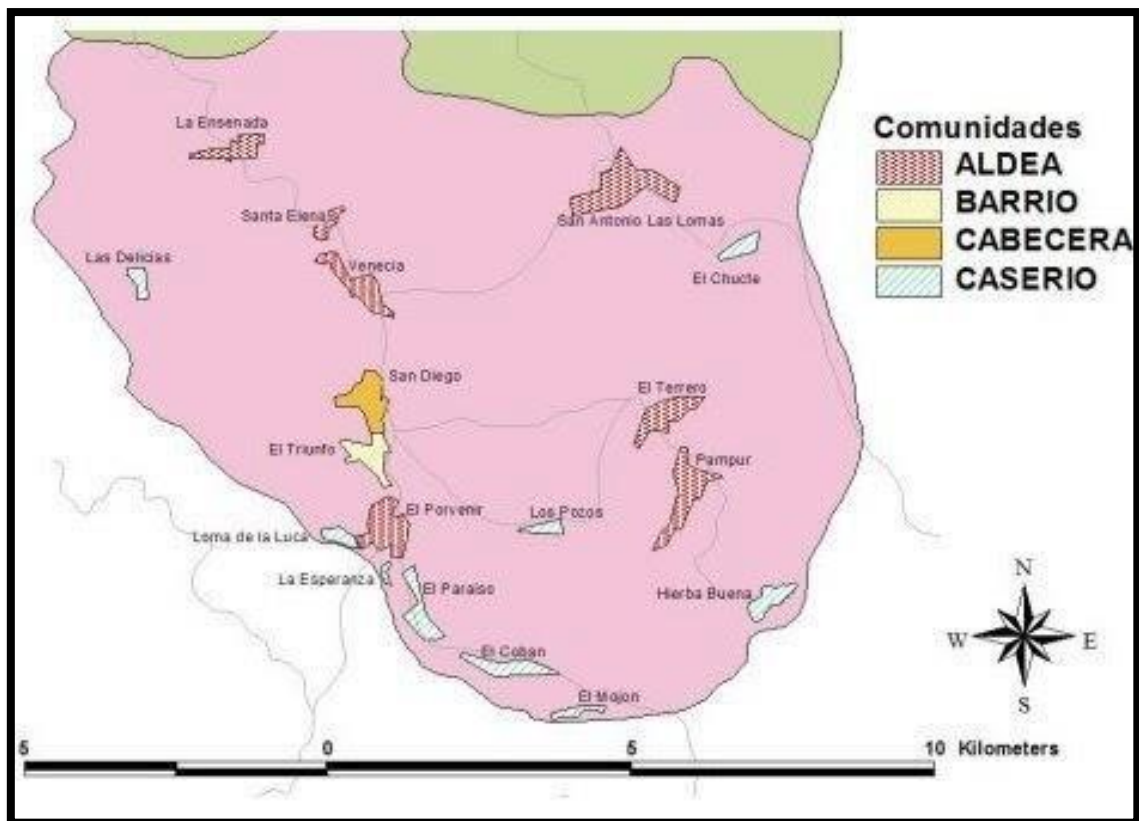 La Ensenada
Comunidades
ALDEA
BARRIO
CABECERA
CASERIO
Santa Elena
San Antonio Las Lomas
Las Delicias
Venecia
El Chucte
San Diego
El Terrero
El Triunfo
Pampur
El Porvenir
Los Pozos
Loma de la Luca
La Esperanza
El Paraiso
Hierba Buena
El Coban
El Mojon
N
W
E
S
5 0 5 10 Kilometers